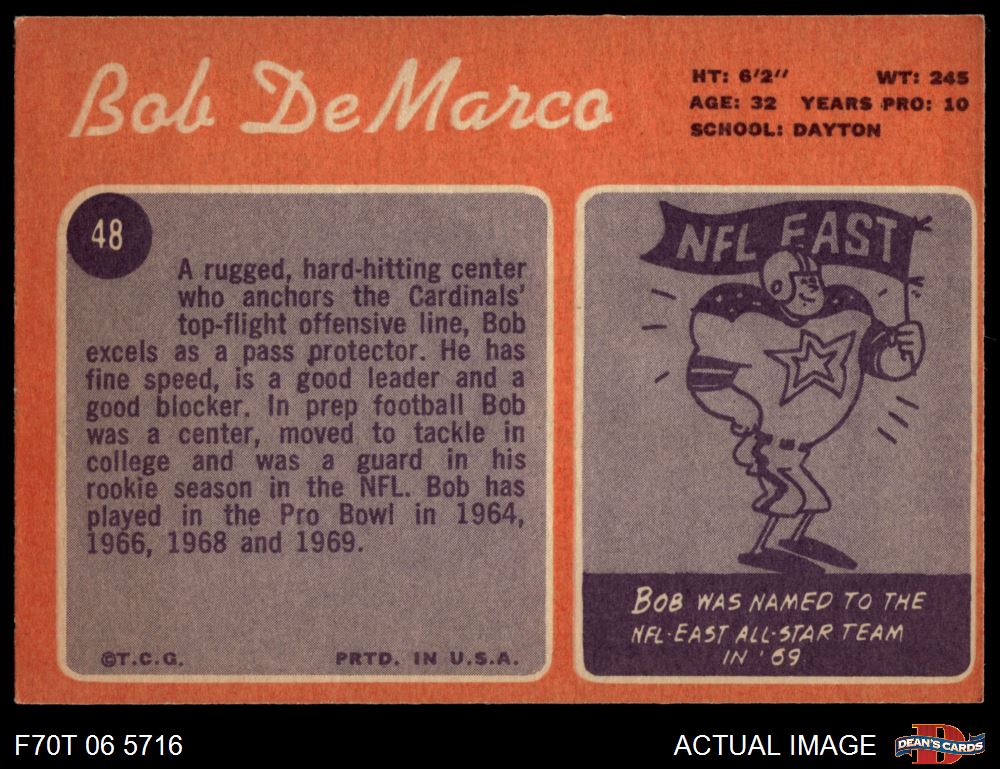 Bob DeMarco
HT: 6'2" WT: 245
AGE: 32 YEARS PRO: 10
SCHOOL: DAYTON
48
A rugged, hard-hitting center
who anchors the Cardinals'
top-flight offensive line, Bob
excels as a pass protector. He has
fine speed, is a good leader and a
good blocker. In prep football Bob
was a center, moved to tackle in
college and was a guard in his
rookie season in the NFL. Bob has
played in the Pro Bowl in 1964,
1966, 1968 and 1969.
©T.C.G. PRTD. IN U.S.A.
NFL EAST
BOB WAS NAMED TO THE
NFL-EAST ALL-STAR TEAM
IN '69
F70T 06 5716
ACTUAL IMAGE
D
DEAN'S CARDS